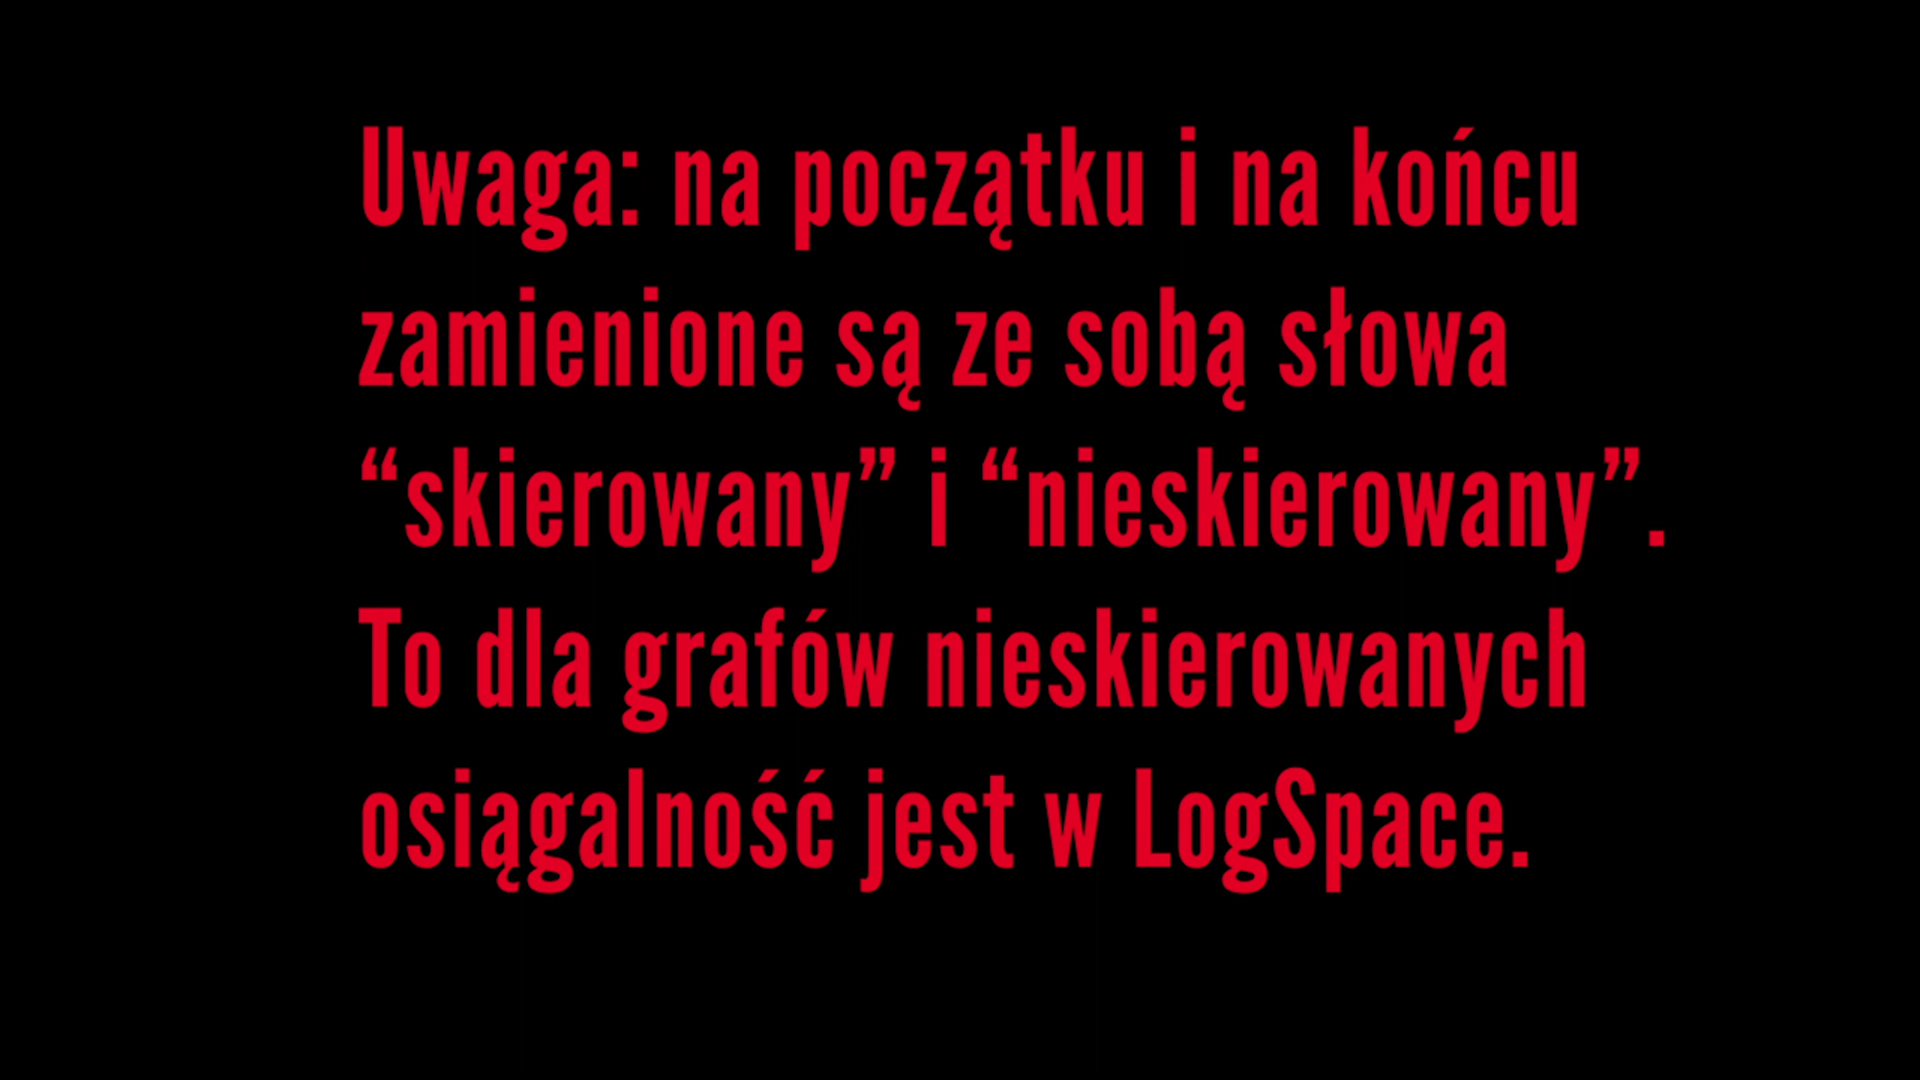 Uwaga: na początku i na końcu
zamienione są ze sobą słowa
“skierowany” i “nieskierowany”.
To dla grafów nieskierowanych
osiągalność jest w LogSpace.